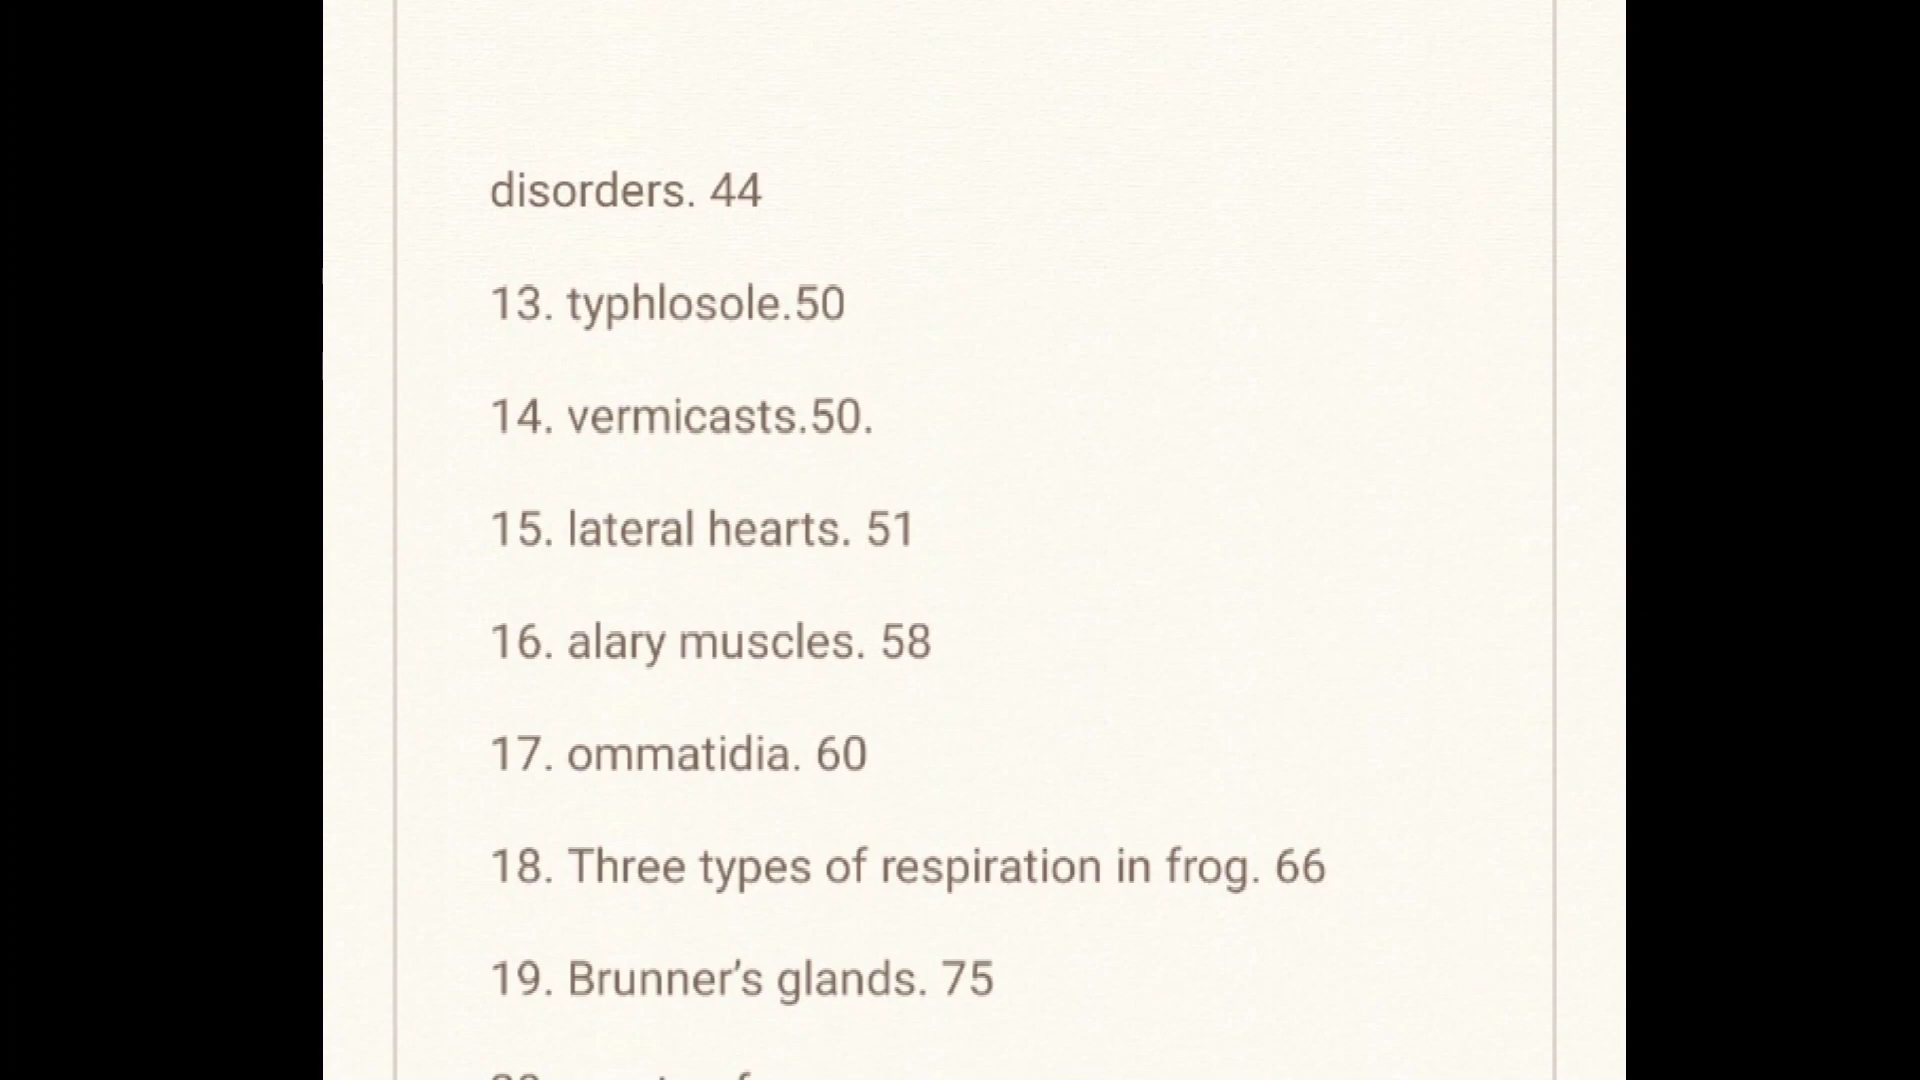 disorders. 44
13. typhlosole.50
14. vermicasts.50.
15. lateral hearts. 51
16. alary muscles. 58
17. ommatidia. 60
18. Three types of respiration in frog. 66
19. Brunner's glands. 75